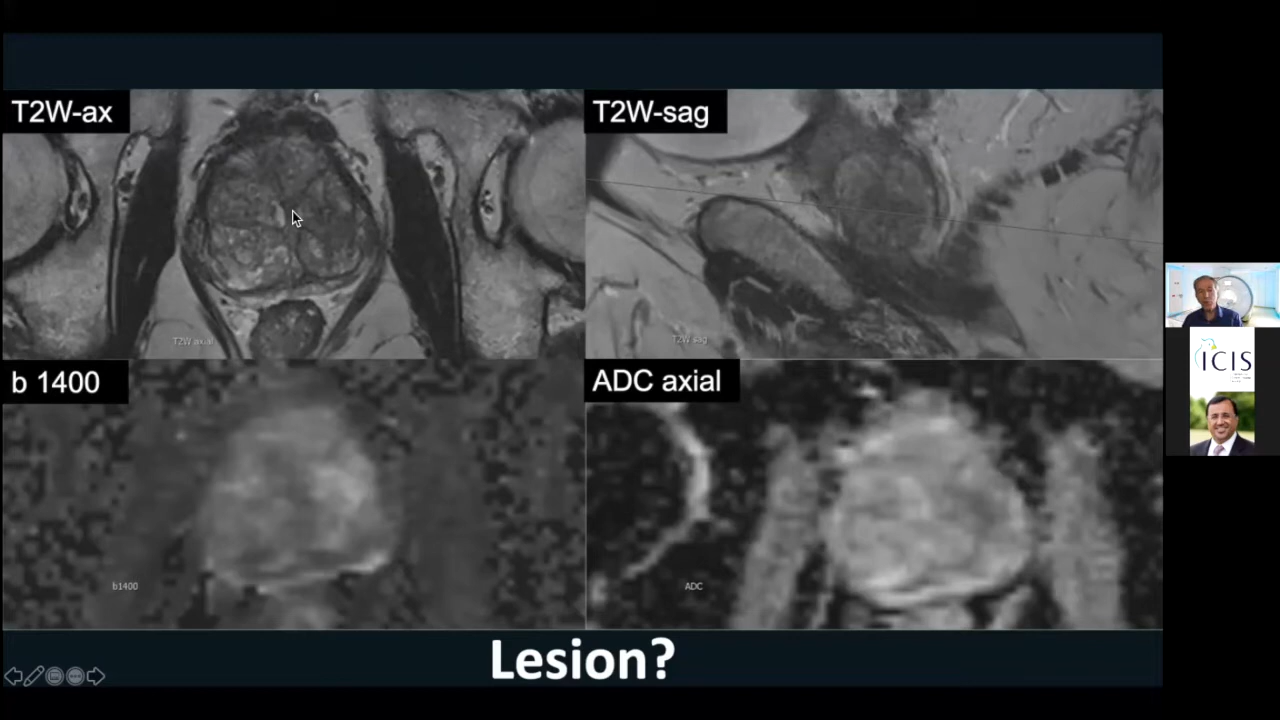 T2W-ax
T2W-sag
T2W axial
T2W sag
b 1400
ADC axial
b1400
ADC
Lesion?
ICIS